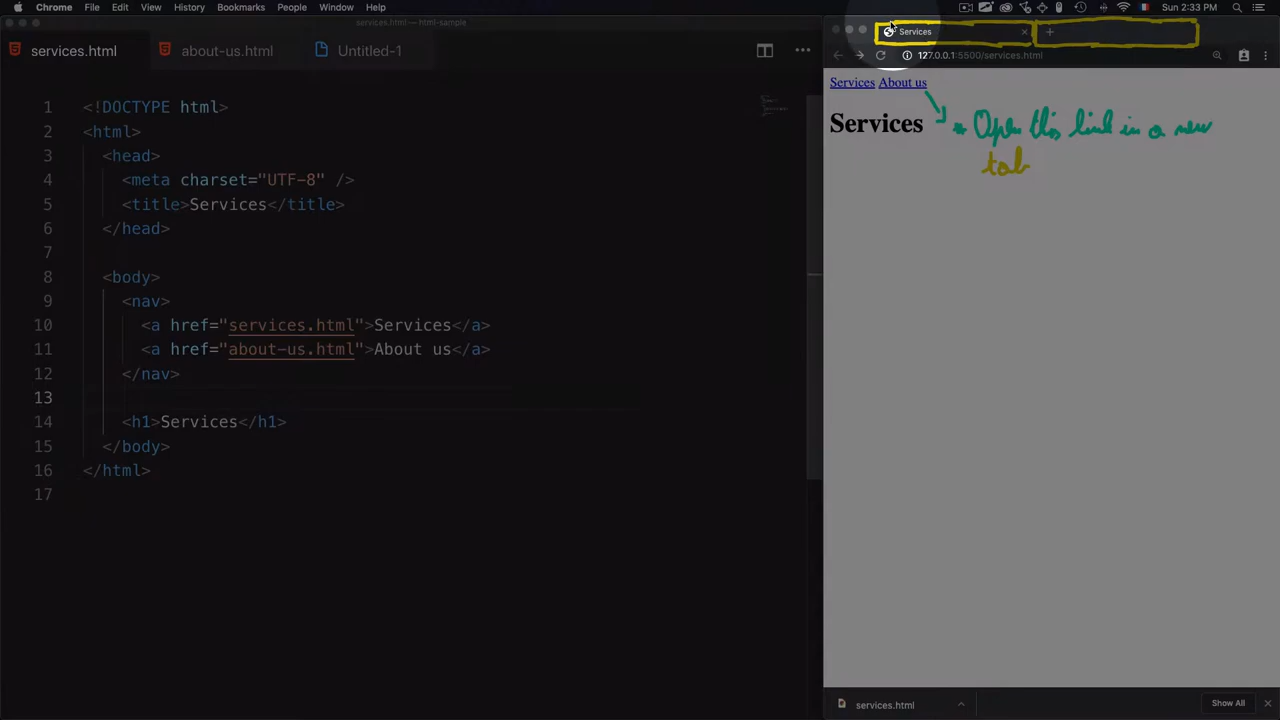 Chrome File Edit View History Bookmarks People Window Help Sun 2:33 PM
services.html — html-sample
services.html about-us.html Untitled-1
Services
127.0.0.1:5500/services.html
1 <!DOCTYPE html>
2 <html>
3 <head>
4 <meta charset="UTF-8" />
5 <title>Services</title>
6 </head>
7
8 <body>
9 <nav>
10 <a href="services.html">Services</a>
11 <a href="about-us.html">About us</a>
12 </nav>
13
14 <h1>Services</h1>
15 </body>
16 </html>
17
Services About us
Services
* Open this link in a new
tab
services.html
Show All